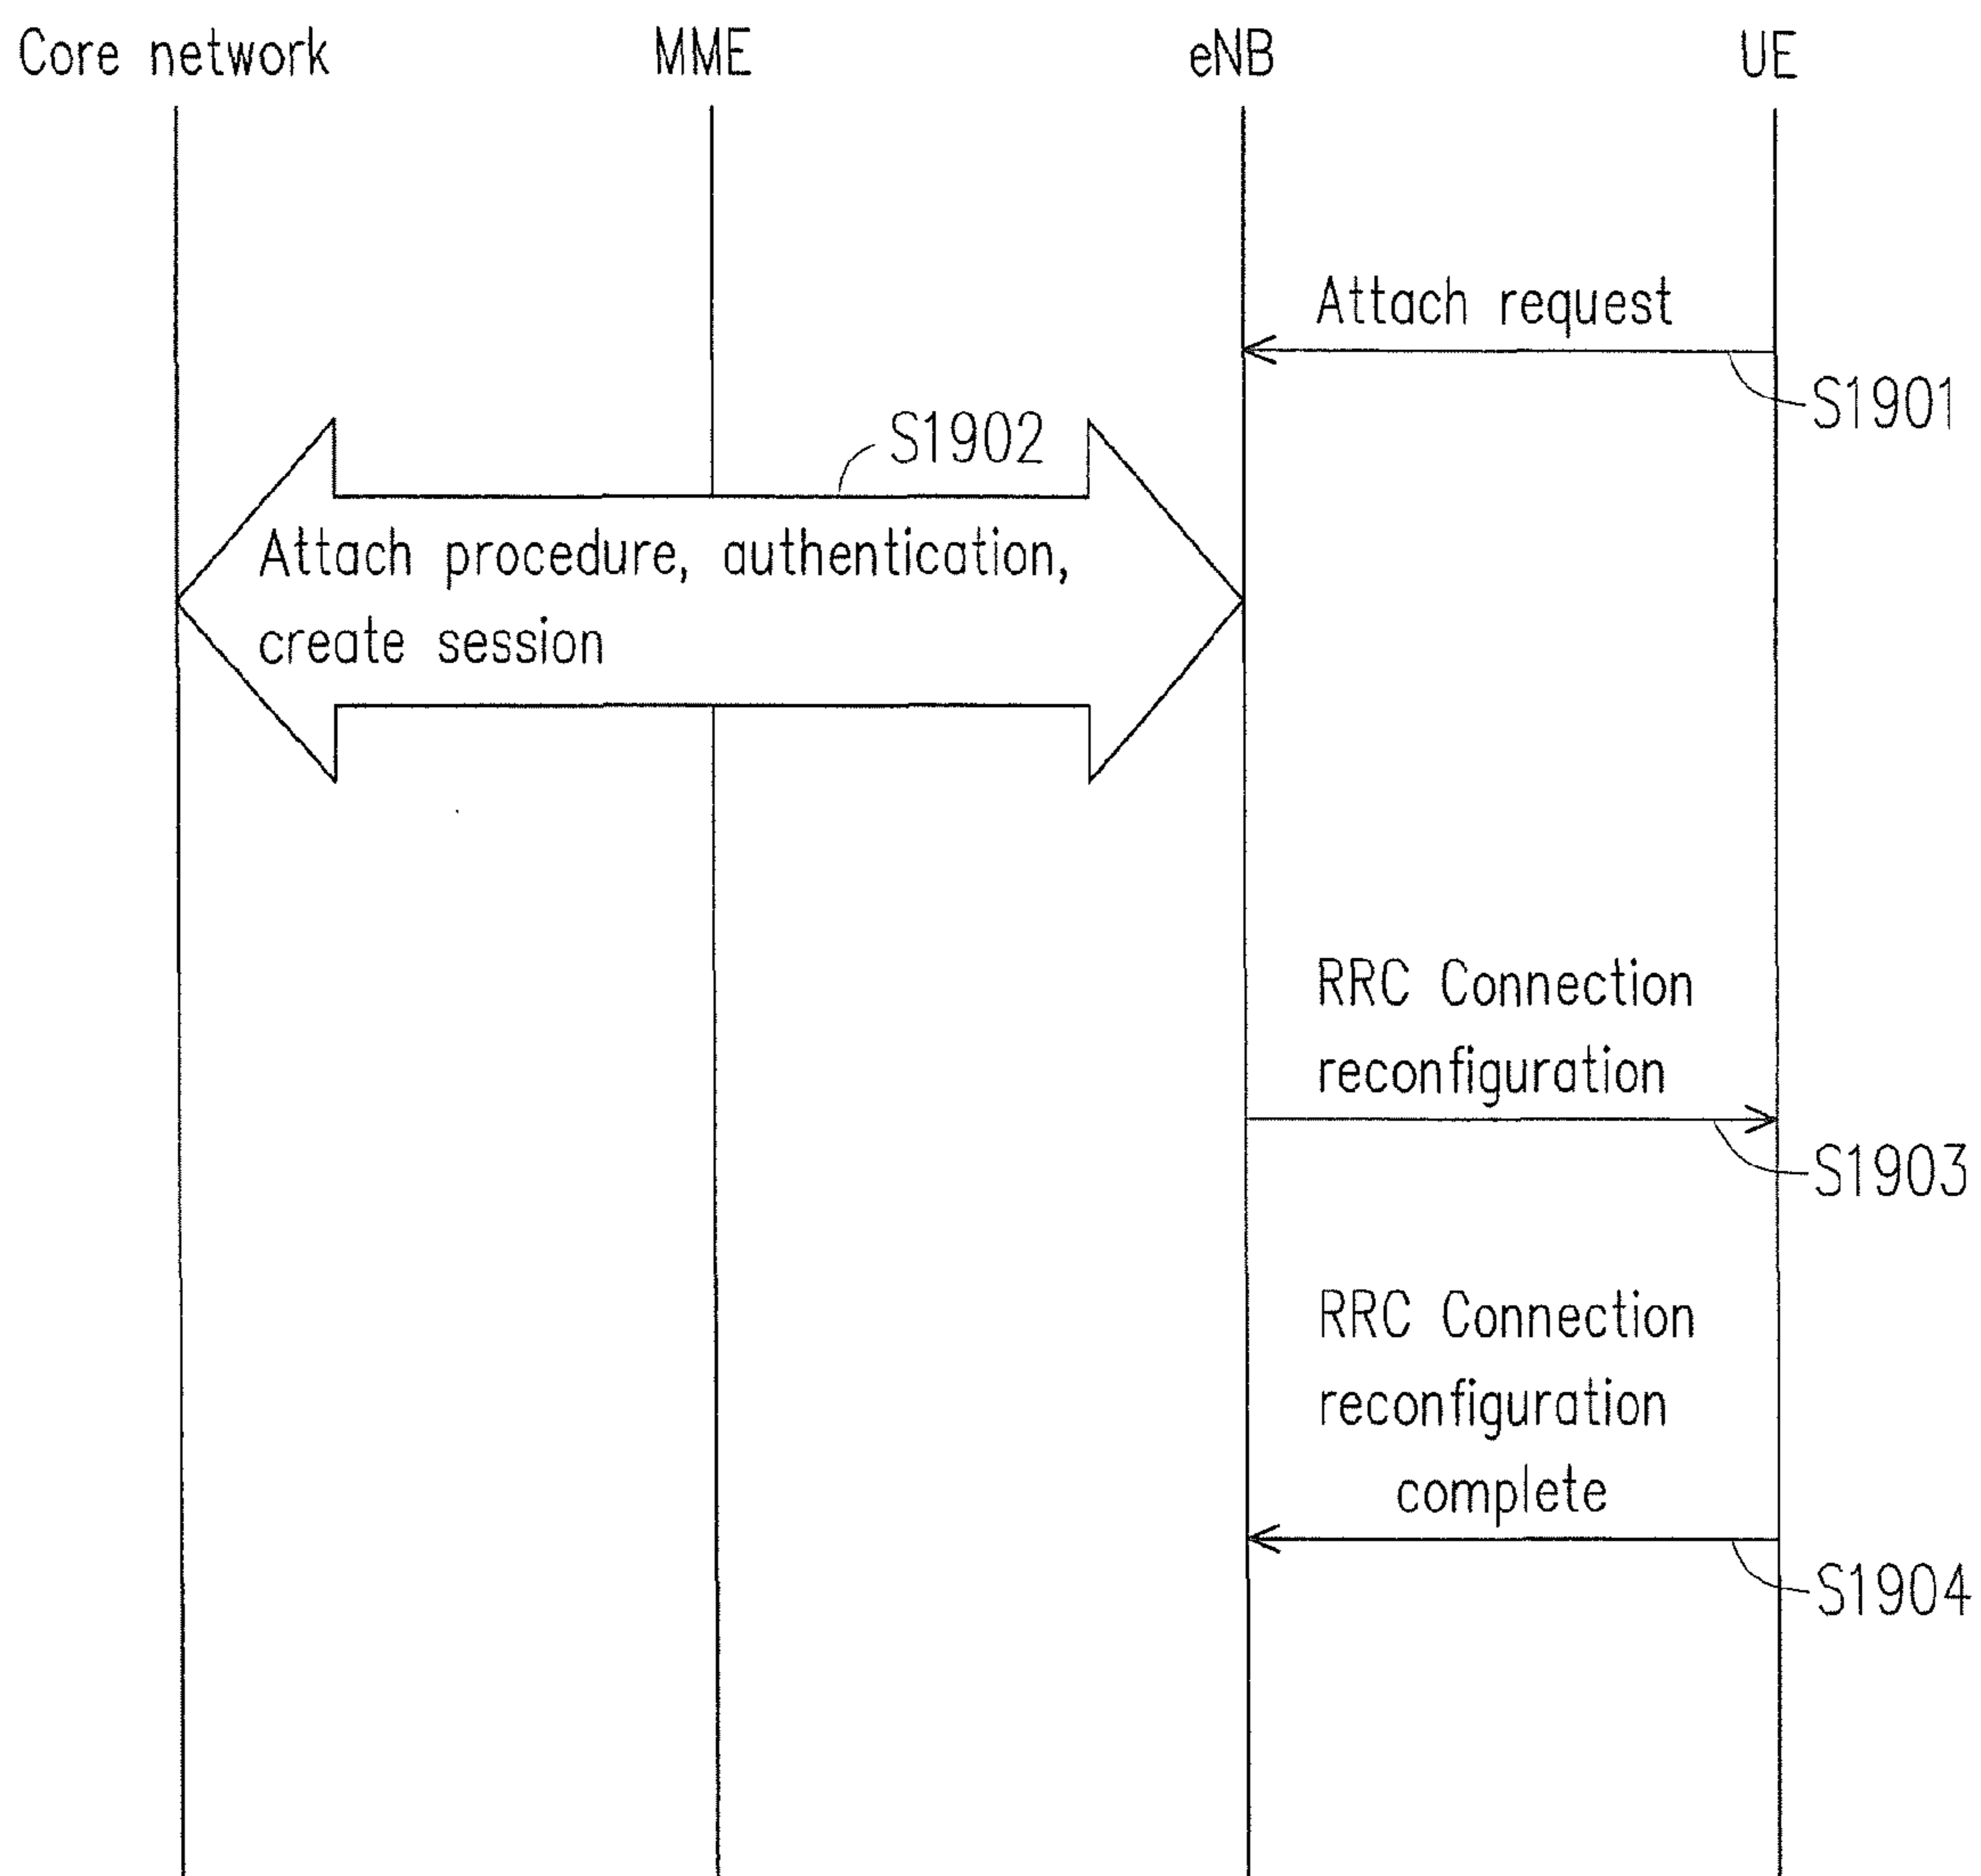 Core network MME eNB UE
Attach request
S1901
S1902
Attach procedure, authentication,
create session
RRC Connection
reconfiguration
S1903
RRC Connection
reconfiguration
complete
S1904